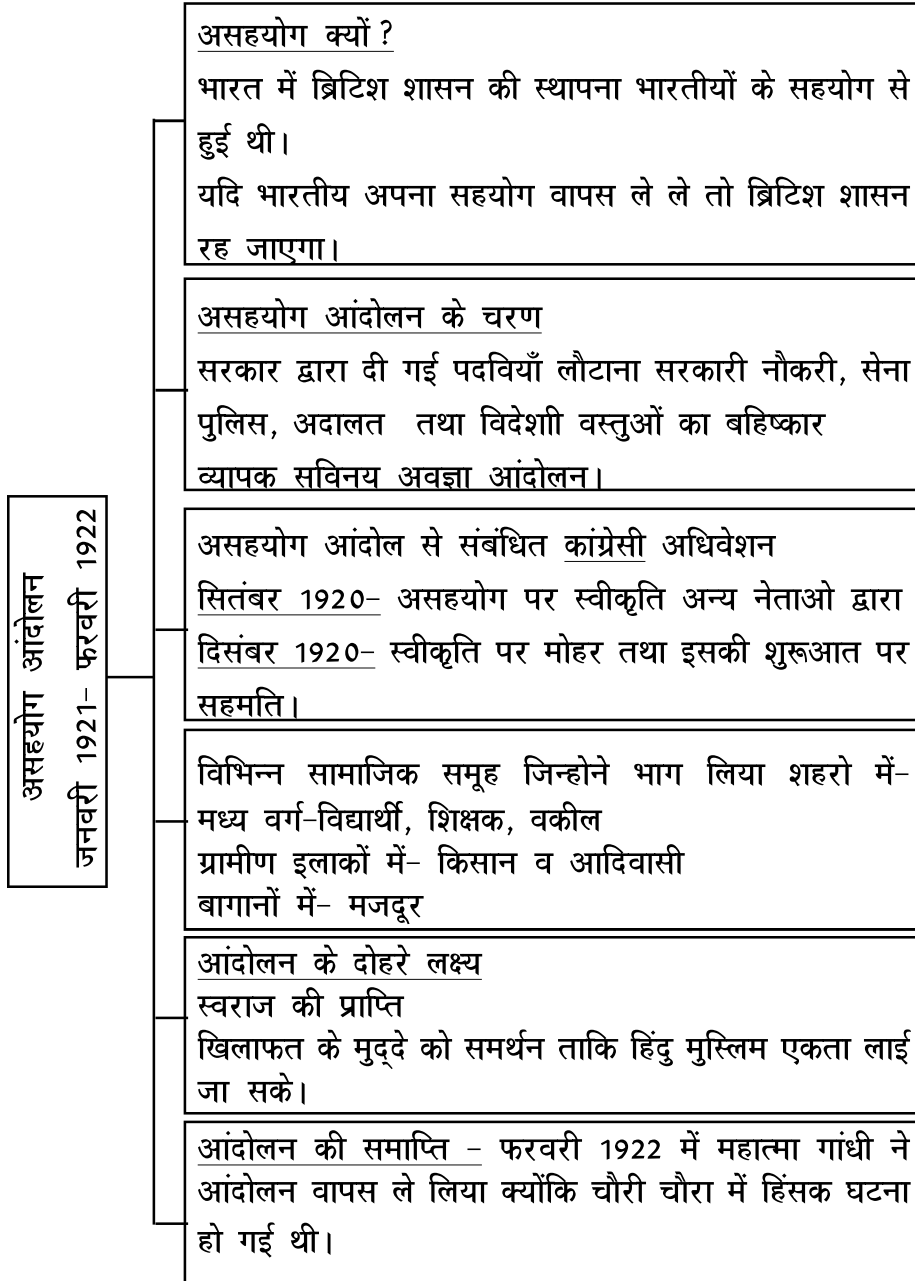 असहयोग आंदोलन
जनवरी 1921- फरवरी 1922
असहयोग क्यों ?
भारत में ब्रिटिश शासन की स्थापना भारतीयों के सहयोग से
हुई थी।
यदि भारतीय अपना सहयोग वापस ले ले तो ब्रिटिश शासन
रह जाएगा।
असहयोग आंदोलन के चरण
सरकार द्वारा दी गई पदवियाँ लौटाना सरकारी नौकरी, सेना
पुलिस, अदालत तथा विदेशाी वस्तुओं का बहिष्कार
व्यापक सविनय अवज्ञा आंदोलन।
असहयोग आंदोल से संबंधित कांग्रेसी अधिवेशन
सितंबर 1920- असहयोग पर स्वीकृति अन्य नेताओ द्वारा
दिसंबर 1920- स्वीकृति पर मोहर तथा इसकी शुरूआत पर
सहमति।
विभिन्न सामाजिक समूह जिन्होने भाग लिया शहरो में-
मध्य वर्ग-विद्यार्थी, शिक्षक, वकील
ग्रामीण इलाकों में- किसान व आदिवासी
बागानों में- मजदूर
आंदोलन के दोहरे लक्ष्य
स्वराज की प्राप्ति
खिलाफत के मुद्दे को समर्थन ताकि हिंदु मुस्लिम एकता लाई
जा सके।
आंदोलन की समाप्ति - फरवरी 1922 में महात्मा गांधी ने
आंदोलन वापस ले लिया क्योंकि चौरी चौरा में हिंसक घटना
हो गई थी।